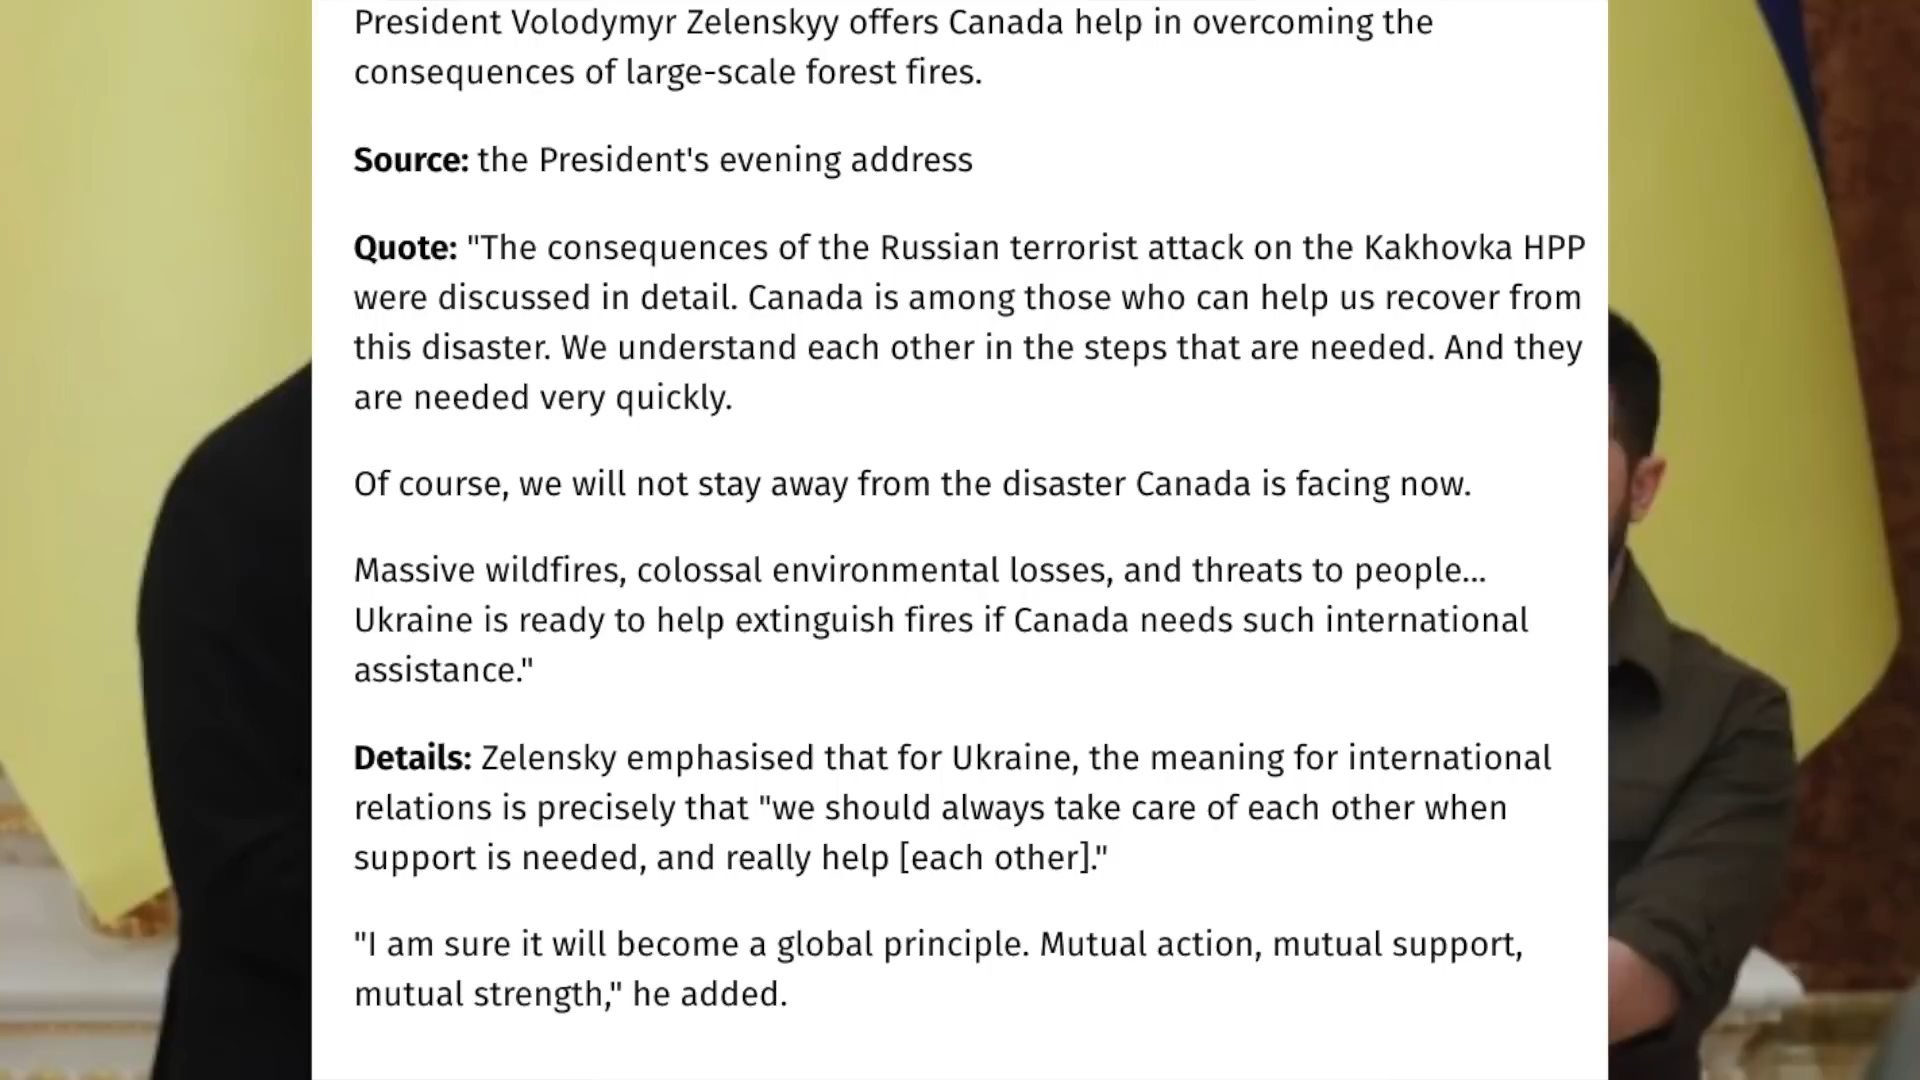 President Volodymyr Zelenskyy offers Canada help in overcoming the
consequences of large-scale forest fires.
Source: the President's evening address
Quote: "The consequences of the Russian terrorist attack on the Kakhovka HPP
were discussed in detail. Canada is among those who can help us recover from
this disaster. We understand each other in the steps that are needed. And they
are needed very quickly.
Of course, we will not stay away from the disaster Canada is facing now.
Massive wildfires, colossal environmental losses, and threats to people...
Ukraine is ready to help extinguish fires if Canada needs such international
assistance."
Details: Zelensky emphasised that for Ukraine, the meaning for international
relations is precisely that "we should always take care of each other when
support is needed, and really help [each other]."
"I am sure it will become a global principle. Mutual action, mutual support,
mutual strength," he added.